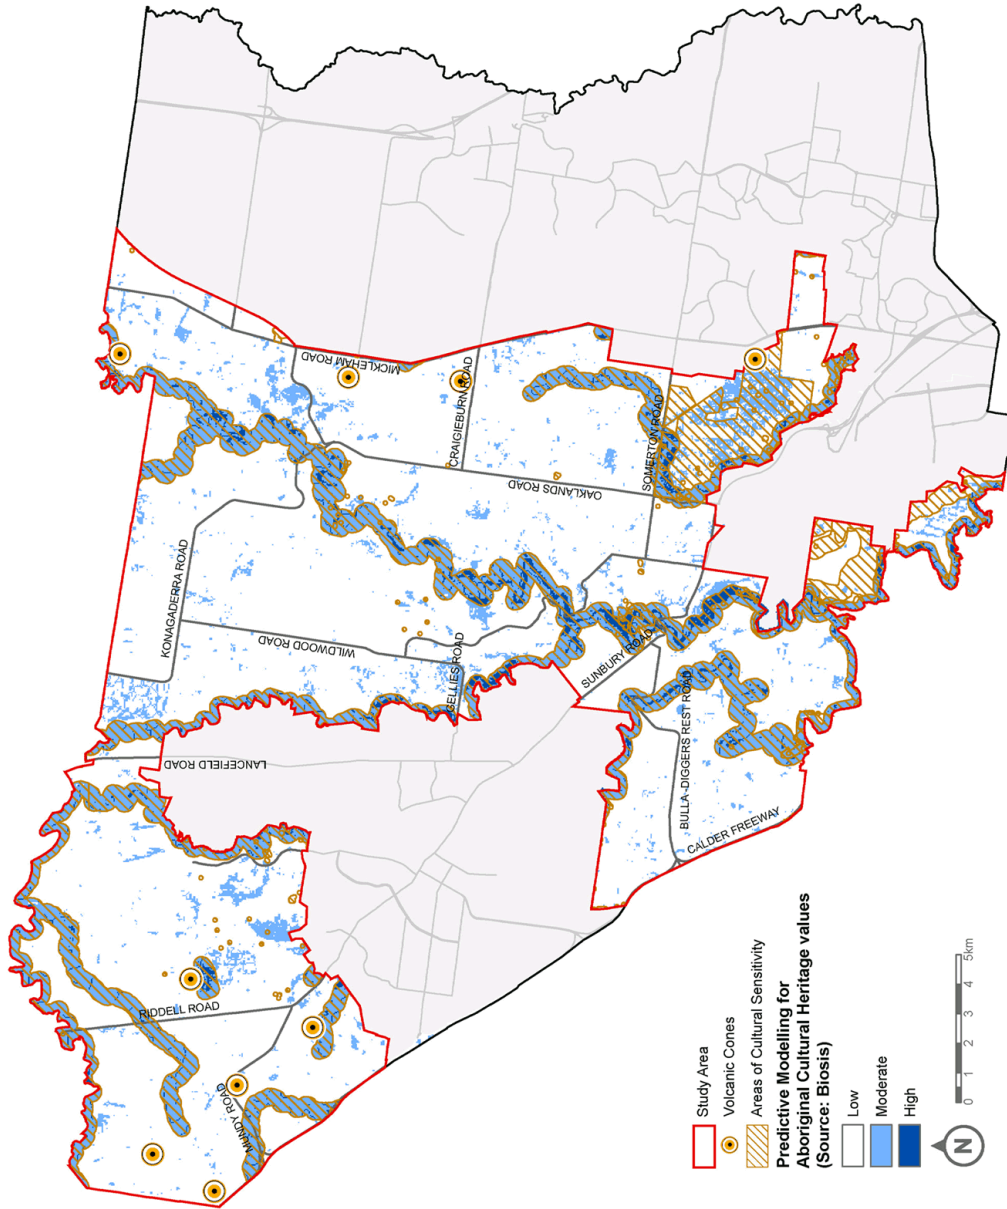 KONAGADERRA ROAD
MICKLEHAM ROAD
CRAIGIEBURN ROAD
WILDWOOD ROAD
OAKLANDS ROAD
SOMERTON ROAD
GELLIES ROAD
SUNBURY ROAD
LANCEFIELD ROAD
BULLA-DIGGERS REST ROAD
CALDER FREEWAY
RIDDELL ROAD
MUNDY ROAD
Study Area
Volcanic Cones
Areas of Cultural Sensitivity
Predictive Modelling for
Aboriginal Cultural Heritage values
(Source: Biosis)
Low
Moderate
High
N
0 1 2 3 4 5km